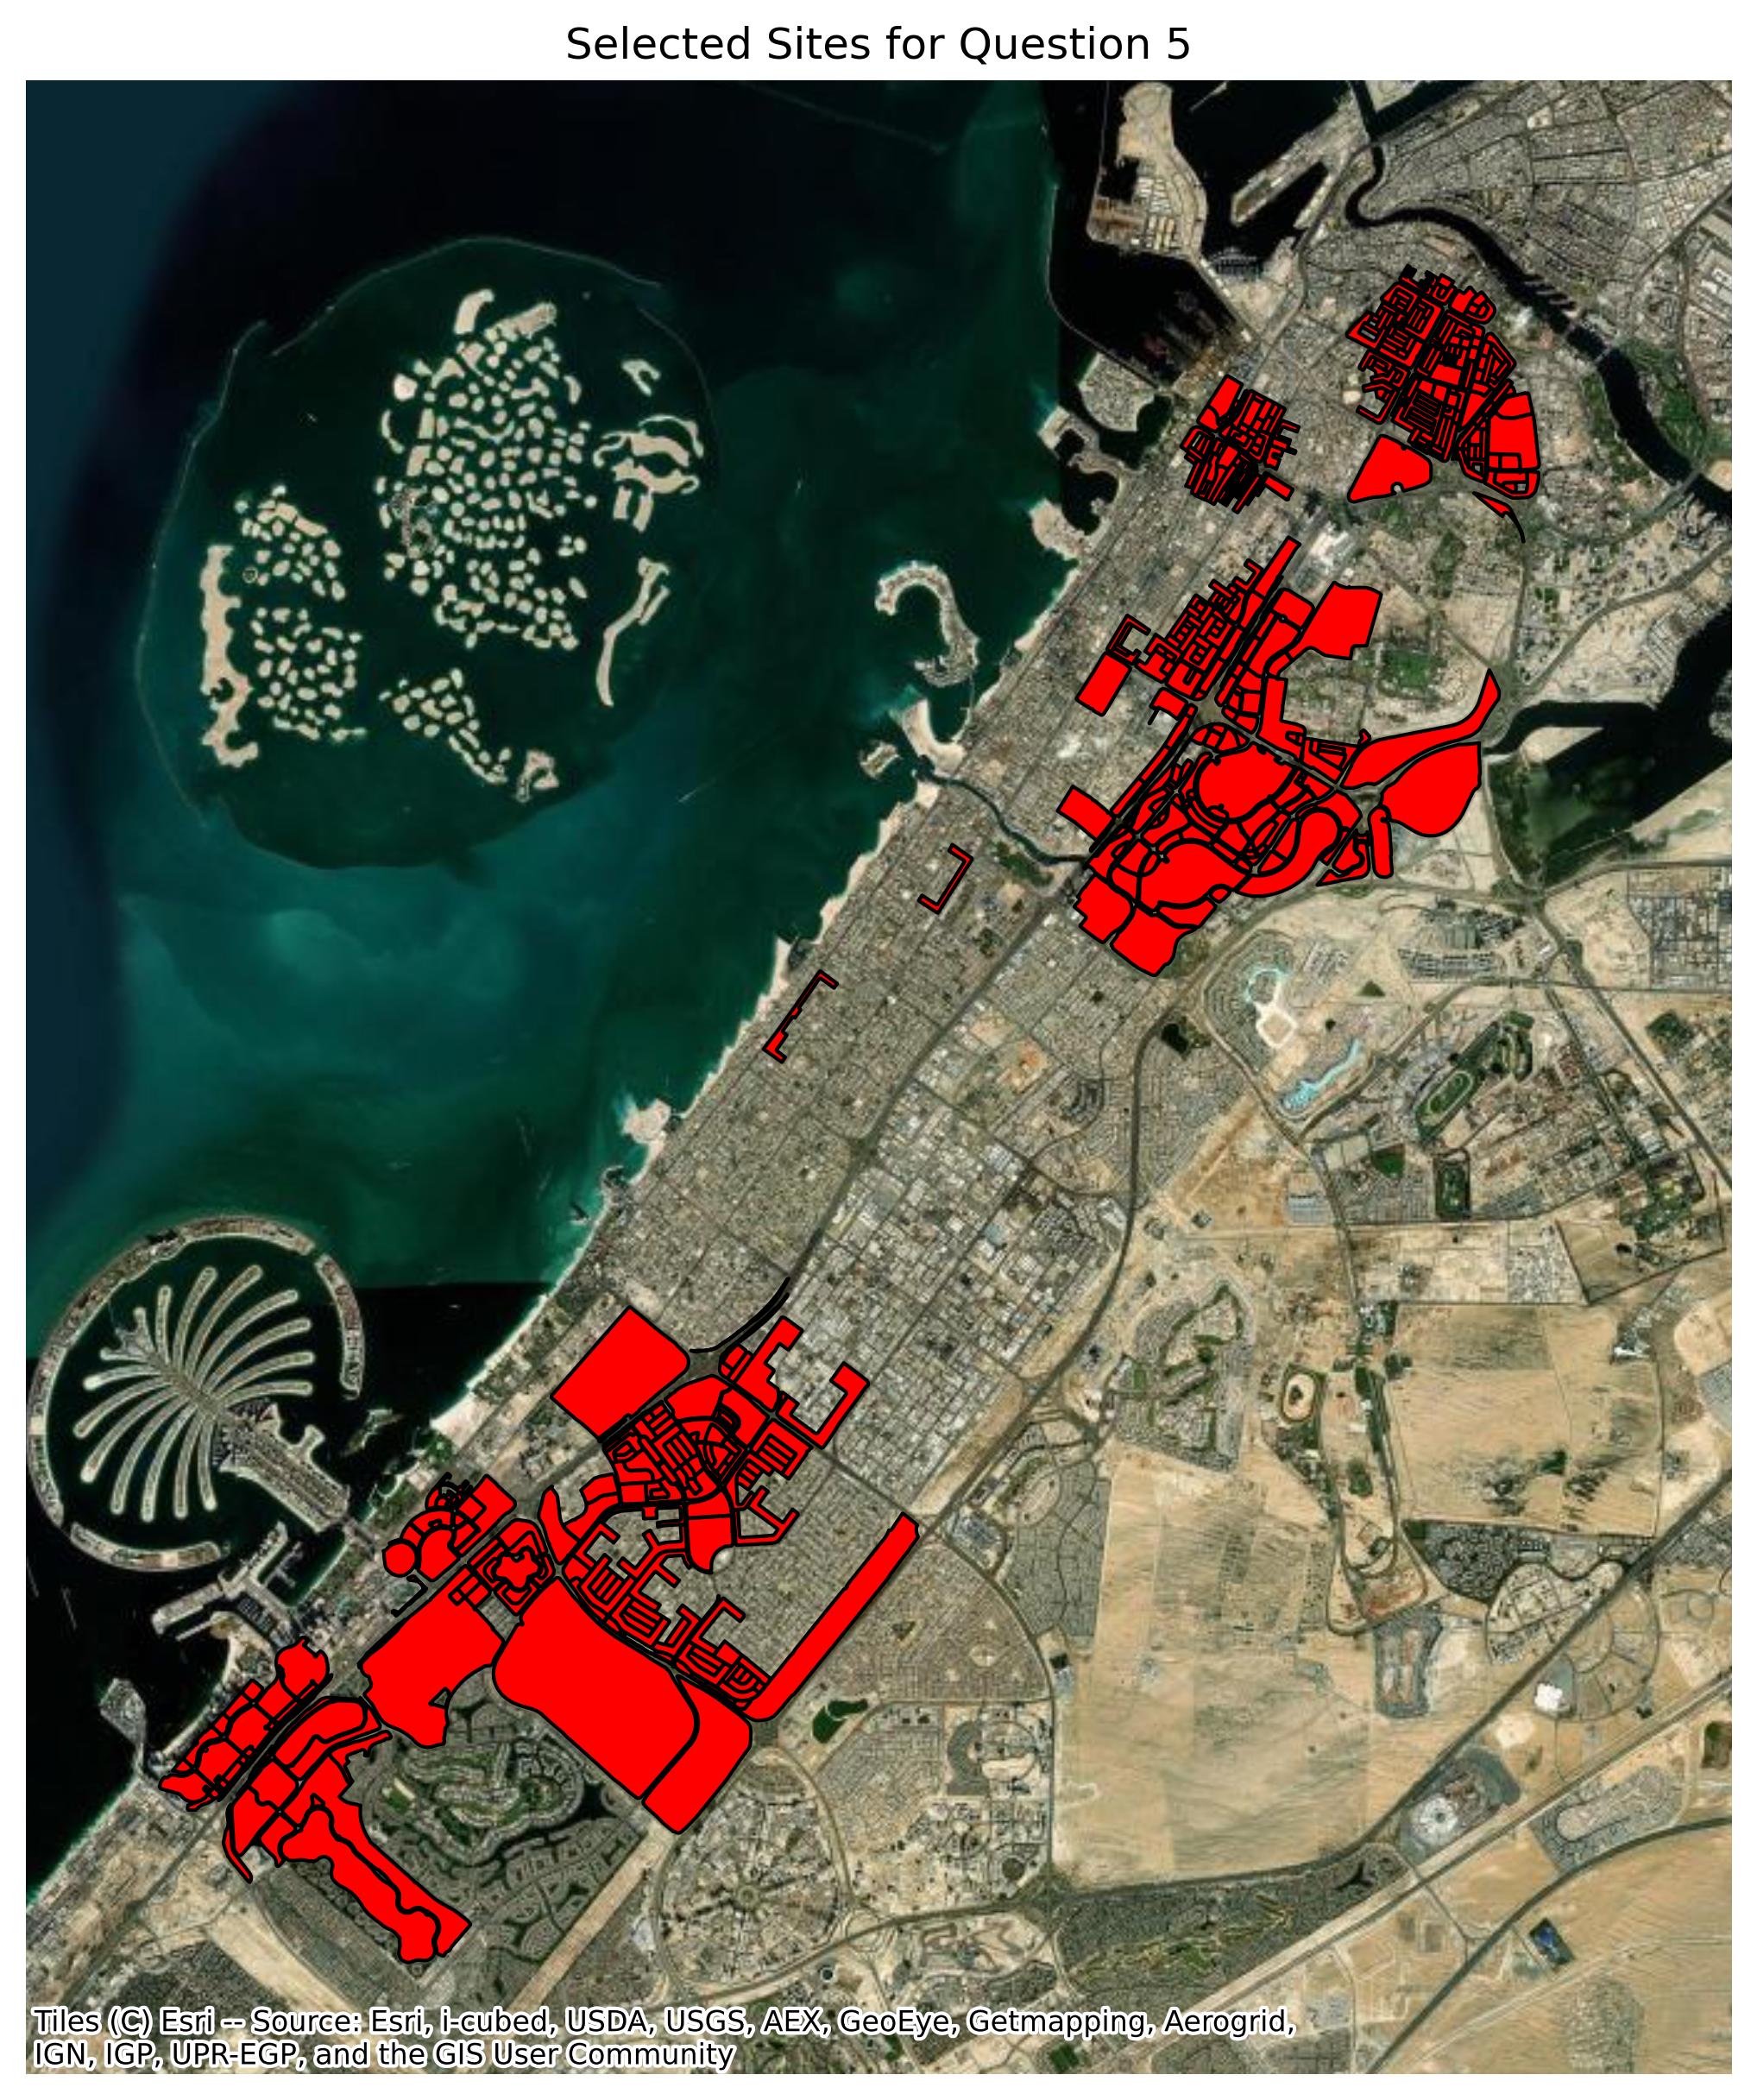 Selected Sites for Question 5
Tiles (C) Esri -- Source: Esri, i-cubed, USDA, USGS, AEX, GeoEye, Getmapping, Aerogrid,
IGN, IGP, UPR-EGP, and the GIS User Community